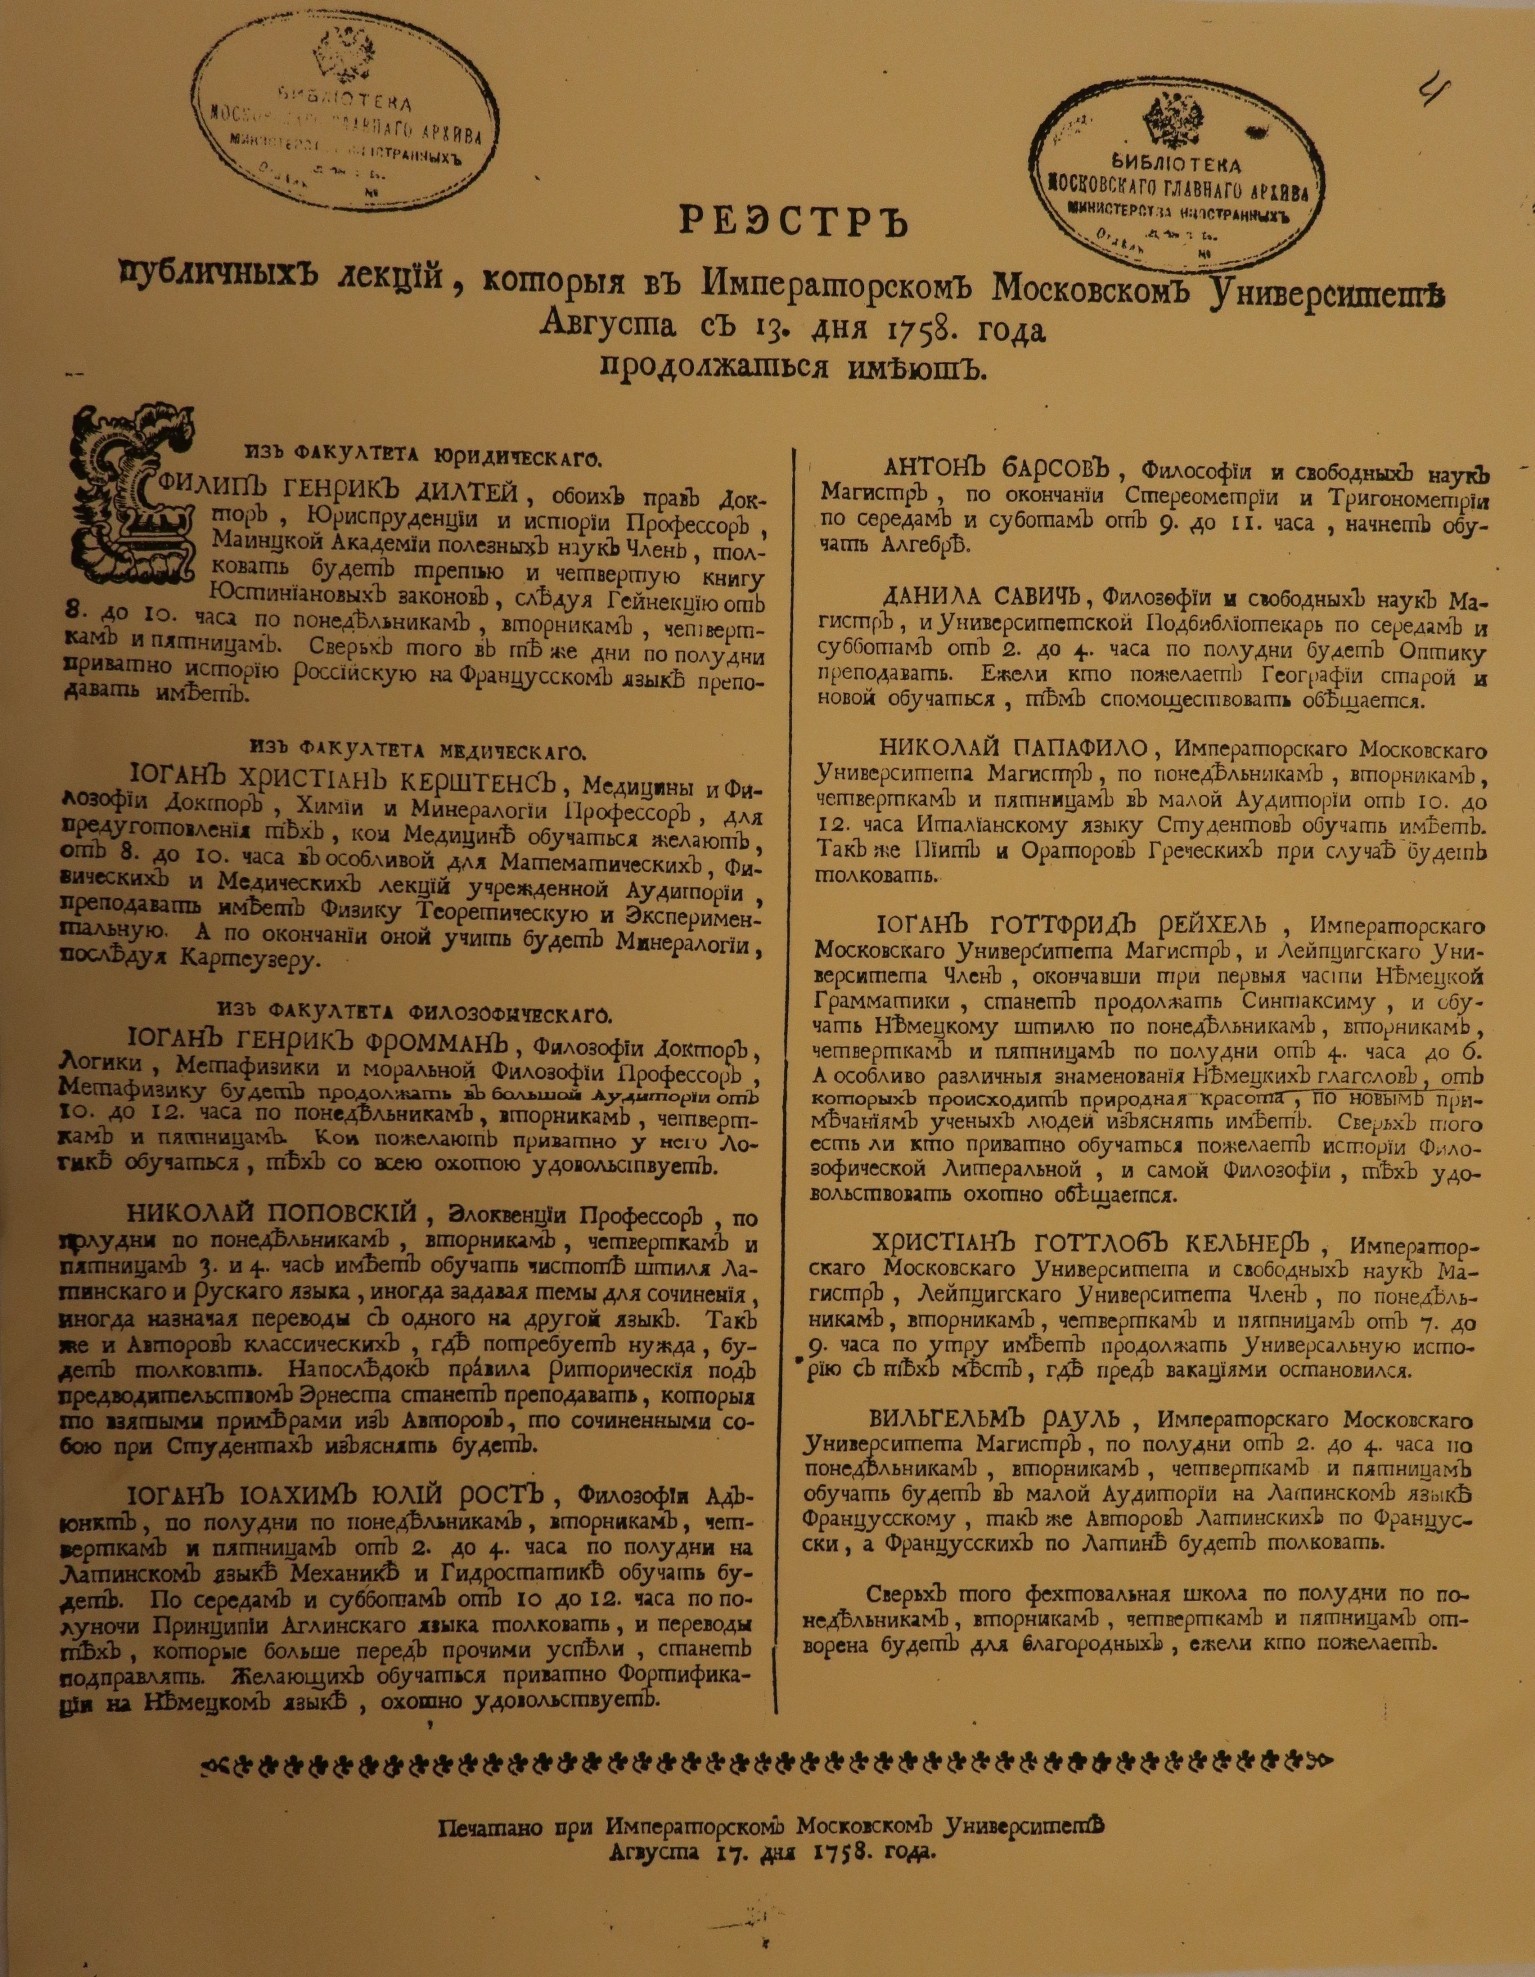 БИБЛІОТЕКА
АРХИВА
БИБЛІОТЕКА
МОСКОВСКАГО ГЛАВНАГО АРХИВА
МИНИСТЕРСТВА ИНОСТРАННЫХЪ
Отдѣлъ
№
4
РЕЭСТРЪ
публичныхъ лекцій, которыя въ Императорскомъ Московскомъ Университетѣ
Августа съ 13. дня 1758. года
продолжаться имѣютъ.
ИЗЪ ФАКУЛТЕТА ЮРИДИЧЕСКАГО.
ФИЛИПЪ ГЕНРИКЪ ДИЛТЕЙ, обоихъ правъ Док-
торъ, Юриспруденціи и исторіи Профессоръ,
Маинцкой Академіи полезныхъ наукъ Членъ, тол-
ковать будетъ третью и четвертую книгу
Юстиніановыхъ законовъ, слѣдуя Гейнекцію отъ
8. до 10. часа по понедѣльникамъ, вторникамъ, четверт-
камъ и пятницамъ. Сверьхъ того въ тѣ же дни по полудни
приватно исторію Россійскую на Французскомъ языкѣ препо-
давать имѣетъ.
ИЗЪ ФАКУЛТЕТА МЕДИЧЕСКАГО.
ІОГАНЪ ХРИСТІАНЪ КЕРШТЕНСЪ, Медицины и Фи-
лозофіи Докторъ, Химіи и Минералогіи Профессоръ, для
предуготовленія тѣхъ, кои Медицинѣ обучаться желаютъ,
отъ 8. до 10. часа въ особливой для Математическихъ, Фи-
зическихъ и Медическихъ лекцій учрежденной Аудиторіи,
преподавать имѣетъ Физику Теоретическую и Эксперимен-
тальную. А по окончаніи оной учить будетъ Минералогіи,
послѣдуя Картеузеру.
ИЗЪ ФАКУЛТЕТА ФИЛОЗОФИЧЕСКАГО.
ІОГАНЪ ГЕНРИКЪ ФРОММАНЪ, Филозофіи Докторъ,
Логики, Метафизики и моральной Филозофіи Профессоръ,
Метафизику будетъ продолжать въ большой Аудиторіи отъ
10. до 12. часа по понедѣльникамъ, вторникамъ, четверт-
камъ и пятницамъ. Кои пожелаютъ приватно у него Ло-
гикѣ обучаться, тѣхъ со всею охотою удовольствуетъ.
НИКОЛАЙ ПОПОВСКІЙ, Элоквенціи Профессоръ, по
полудни по понедѣльникамъ, вторникамъ, четверткамъ и
пятницамъ 3. и 4. часъ имѣетъ обучать чистотѣ штиля Ла-
тинскаго и Рускаго языка, иногда задавая темы для сочиненія,
иногда назначая переводы съ одного на другой языкъ. Такъ
же и Авторовъ классическихъ, гдѣ потребуетъ нужда, бу-
детъ толковать. Напослѣдокъ правила Риторическія подъ
предводительствомъ Эрнеста станетъ преподавать, которыя
то взятыми примѣрами изъ Авторовъ, то сочиненными со-
бою при Студентахъ изъяснять будетъ.
ІОГАНЪ ІОАХИМЪ ЮЛІЙ РОСТЪ, Филозофіи Адъ-
юнктъ, по полудни по понедѣльникамъ, вторникамъ, чет-
верткамъ и пятницамъ отъ 2. до 4. часа по полудни на
Латинскомъ языкѣ Механикѣ и Гидростатикѣ обучать бу-
детъ. По середамъ и субботамъ отъ 10 до 12. часа по по-
луночи Принципіи Аглинскаго языка толковать, и переводы
тѣхъ, которые больше передъ прочими успѣли, станетъ
подправлять. Желающихъ обучаться приватно Фортифика-
ціи на Нѣмецкомъ языкѣ, охотно удовольствуетъ.
АНТОНЪ БАРСОВЪ, Философіи и свободныхъ наукъ
Магистръ, по окончаніи Стереометріи и Тригонометріи
по середамъ и суботамъ отъ 9. до 11. часа, начнетъ обу-
чать Алгебрѣ.
ДАНИЛА САВИЧЬ, Филозофіи и свободныхъ наукъ Ма-
гистръ, и Университетской Подбибліотекарь по середамъ и
субботамъ отъ 2. до 4. часа по полудни будетъ Оптику
преподавать. Ежели кто пожелаетъ Географіи старой и
новой обучаться, тѣмъ спомоществовать обѣщается.
НИКОЛАЙ ПАПАФИЛО, Императорскаго Московскаго
Университета Магистръ, по понедѣльникамъ, вторникамъ,
четверткамъ и пятницамъ въ малой Аудиторіи отъ 10. до
12. часа Италіанскому языку Студентовъ обучать имѣетъ.
Такъ же Піитъ и Ораторовъ Греческихъ при случаѣ будетъ
толковать.
ІОГАНЪ ГОТТФРИДЪ РЕЙХЕЛЬ, Императорскаго
Московскаго Университета Магистръ, и Лейпцигскаго Уни-
верситета Членъ, окончавши три первыя части Нѣмецкой
Грамматики, станетъ продолжать Синтаксиму, и обу-
чать Нѣмецкому штилю по понедѣльникамъ, вторникамъ,
четверткамъ и пятницамъ по полудни отъ 4. часа до 6.
А особливо различныя знаменованія Нѣмецкихъ глаголовъ, отъ
которыхъ происходитъ природная красота, по новымъ при-
мѣчаніямъ ученыхъ людей изъяснять имѣетъ. Сверьхъ того
есть ли кто приватно обучаться пожелаетъ исторіи Фило-
зофической Литеральной, и самой Филозофіи, тѣхъ удо-
вольствовать охотно обѣщается.
ХРИСТІАНЪ ГОТТЛОБЪ КЕЛЬНЕРЪ, Император-
скаго Московскаго Университета и свободныхъ наукъ Ма-
гистръ, Лейпцигскаго Университета Членъ, по понедѣль-
никамъ, вторникамъ, четверткамъ и пятницамъ отъ 7. до
9. часа по утру имѣетъ продолжать Универсальную исто-
рію съ тѣхъ мѣстъ, гдѣ предъ вакаціями остановился.
ВИЛЬГЕЛЬМЪ РАУЛЬ, Императорскаго Московскаго
Университета Магистръ, по полудни отъ 2. до 4. часа по
понедѣльникамъ, вторникамъ, четверткамъ и пятницамъ
обучать будетъ въ малой Аудиторіи на Латинскомъ языкѣ
Французскому, такъ же Авторовъ Латинскихъ по Француз-
ски, а Французскихъ по Латинѣ будетъ толковать.
Сверьхъ того фехтовальная школа по полудни по по-
недѣльникамъ, вторникамъ, четверткамъ и пятницамъ от-
ворена будетъ для благородныхъ, ежели кто пожелаетъ.
Печатано при Императорскомъ Московскомъ Университетѣ
Агвуста 17. дня 1758. года.